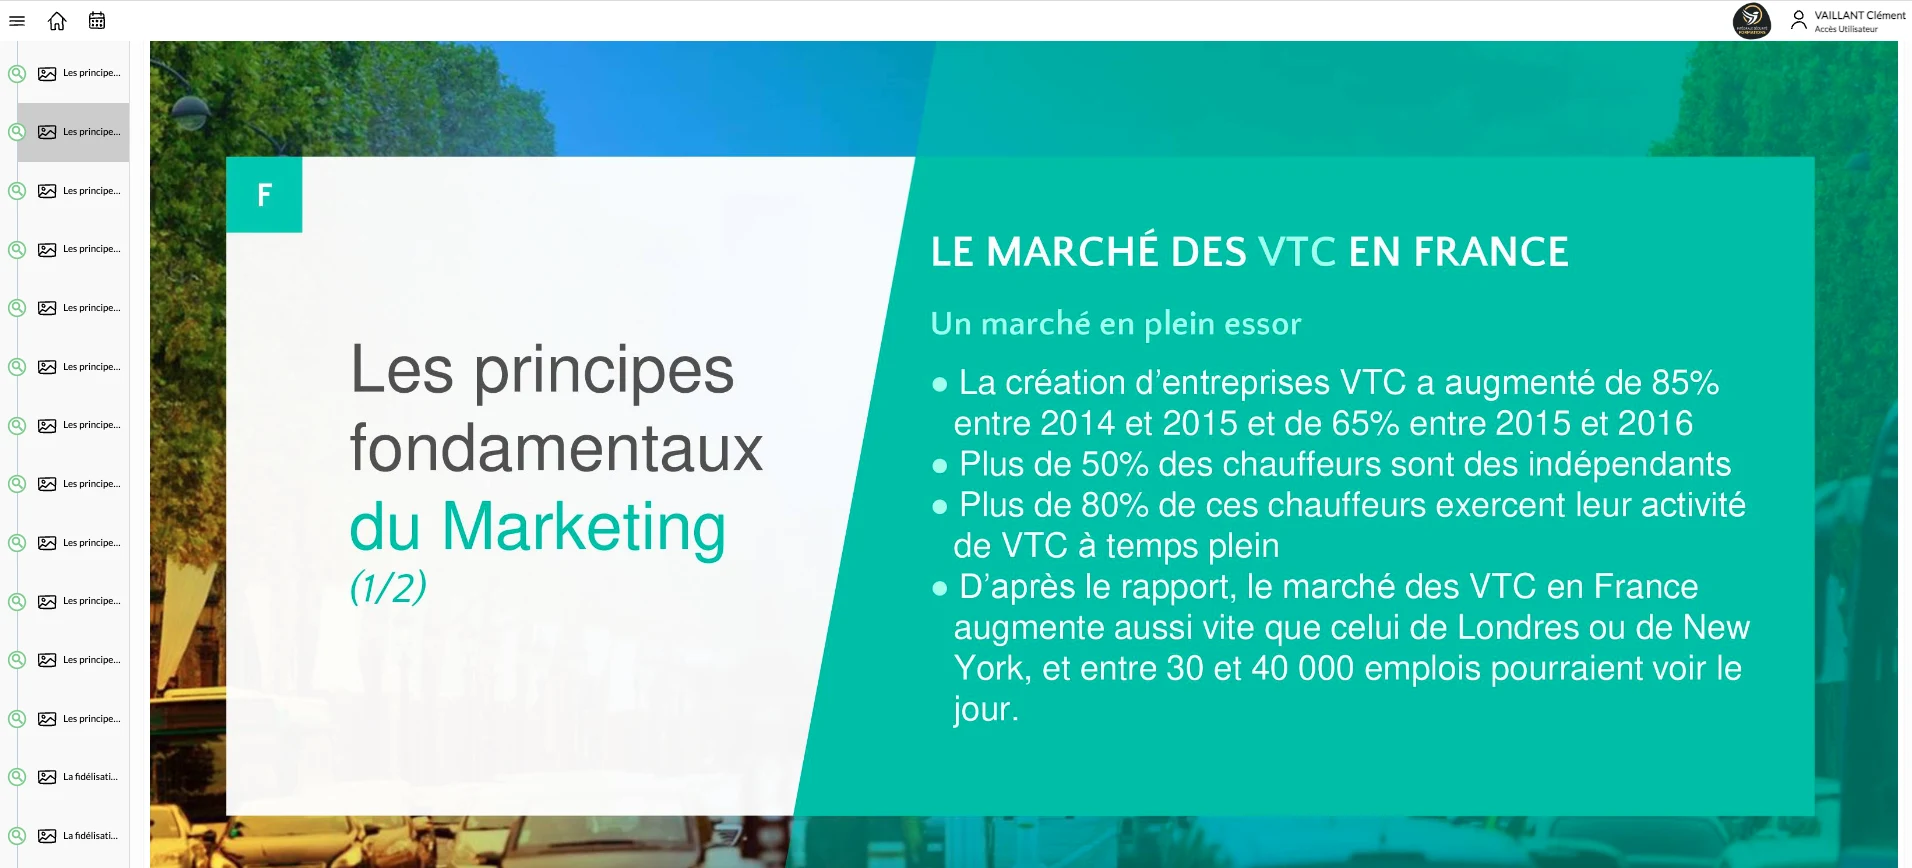 VAILLANT Clément
Accès Utilisateur
Les principe...
Les principe...
Les principe...
Les principe...
Les principe...
Les principe...
Les principe...
Les principe...
Les principe...
Les principe...
Les principe...
Les principe...
La fidélisati...
La fidélisati...
F
Les principes
fondamentaux
du Marketing
(1/2)
LE MARCHÉ DES VTC EN FRANCE
Un marché en plein essor
● La création d’entreprises VTC a augmenté de 85%
entre 2014 et 2015 et de 65% entre 2015 et 2016
● Plus de 50% des chauffeurs sont des indépendants
● Plus de 80% de ces chauffeurs exercent leur activité
de VTC à temps plein
● D’après le rapport, le marché des VTC en France
augmente aussi vite que celui de Londres ou de New
York, et entre 30 et 40 000 emplois pourraient voir le
jour.